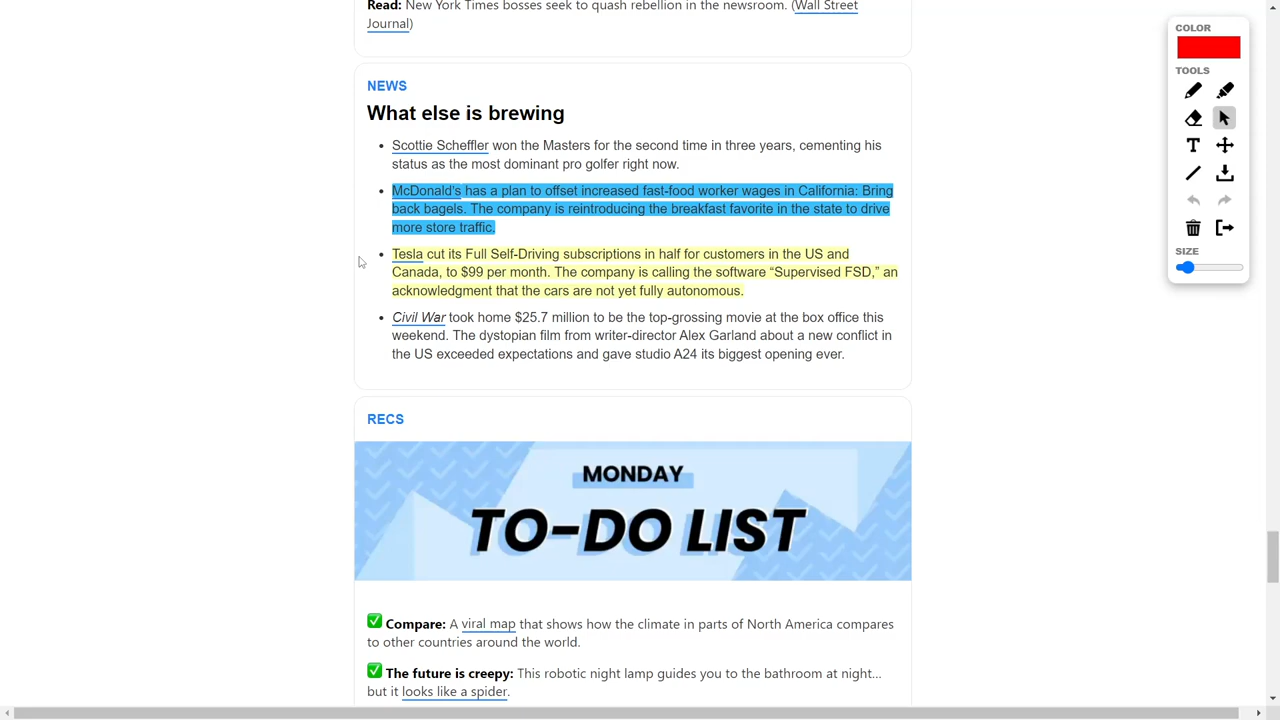 Read: New York Times bosses seek to quash rebellion in the newsroom. (Wall Street
Journal)
NEWS
What else is brewing
• Scottie Scheffler won the Masters for the second time in three years, cementing his
status as the most dominant pro golfer right now.
• McDonald's has a plan to offset increased fast-food worker wages in California: Bring
back bagels. The company is reintroducing the breakfast favorite in the state to drive
more store traffic.
• Tesla cut its Full Self-Driving subscriptions in half for customers in the US and
Canada, to $99 per month. The company is calling the software “Supervised FSD,” an
acknowledgment that the cars are not yet fully autonomous.
• Civil War took home $25.7 million to be the top-grossing movie at the box office this
weekend. The dystopian film from writer-director Alex Garland about a new conflict in
the US exceeded expectations and gave studio A24 its biggest opening ever.
RECS
MONDAY
TO-DO LIST
✅ Compare: A viral map that shows how the climate in parts of North America compares
to other countries around the world.
✅ The future is creepy: This robotic night lamp guides you to the bathroom at night...
but it looks like a spider.
COLOR
TOOLS
T
SIZE